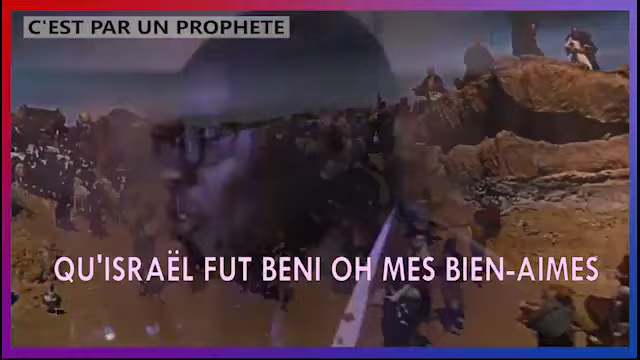 C'EST PAR UN PROPHETE
QU'ISRAËL FUT BENI OH MES BIEN-AIMES